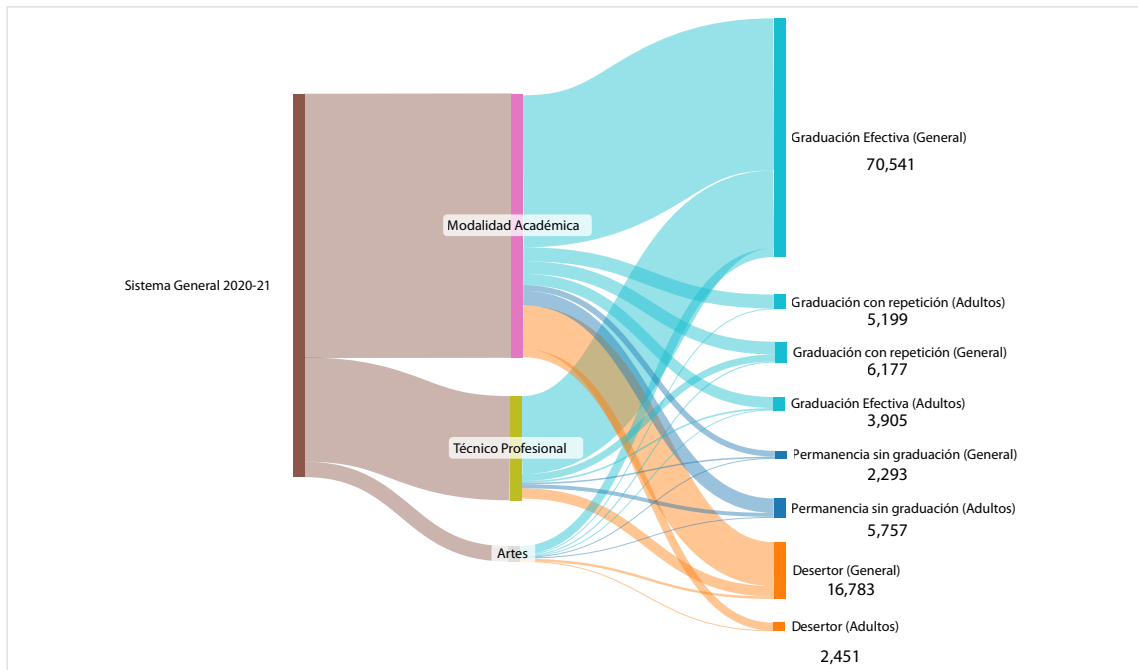 Sistema General 2020-21
Modalidad Académica
Técnico Profesional
Artes
Graduación Efectiva (General)
70,541
Graduación con repetición (Adultos)
5,199
Graduación con repetición (General)
6,177
Graduación Efectiva (Adultos)
3,905
Permanencia sin graduación (General)
2,293
Permanencia sin graduación (Adultos)
5,757
Desertor (General)
16,783
Desertor (Adultos)
2,451